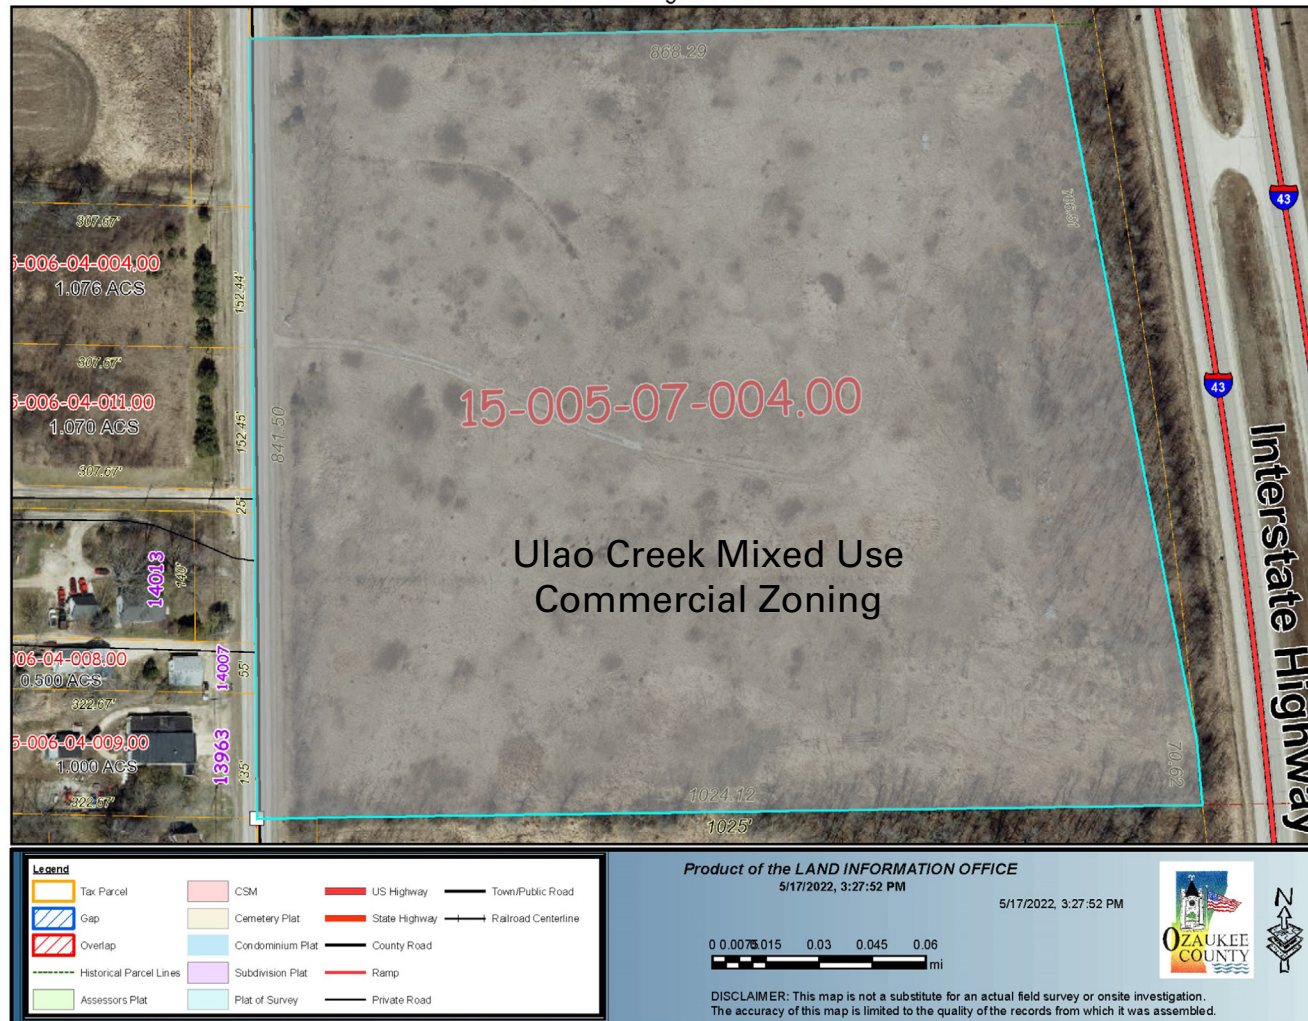 868.29
43
307.67'
5-006-04-004.00
1.076 ACS
152.44'
43
307.67'
5-006-04-011.00
1.070 ACS
152.45'
841.50
15-005-07-004.00
307.67'
25'
Interstate Highway
14013
140'
Ulao Creek Mixed Use
Commercial Zoning
06-04-008.00
0.500 ACS
14007
55'
322.67'
5-006-04-009.00
1.000 ACS
13963
135'
322.67'
70.62
1024.12
1025'
Legend
Tax Parcel
Gap
Overlap
Historical Parcel Lines
Assessors Plat
CSM
Cemetery Plat
Condominium Plat
Subdivision Plat
Plat of Survey
US Highway
State Highway
County Road
Ramp
Private Road
Town/Public Road
Railroad Centerline
Product of the LAND INFORMATION OFFICE
5/17/2022, 3:27:52 PM
5/17/2022, 3:27:52 PM
0 0.0075 0.015 0.03 0.045 0.06
mi
DISCLAIMER: This map is not a substitute for an actual field survey or onsite investigation.
The accuracy of this map is limited to the quality of the records from which it was assembled.
OZAUKEE
COUNTY
N